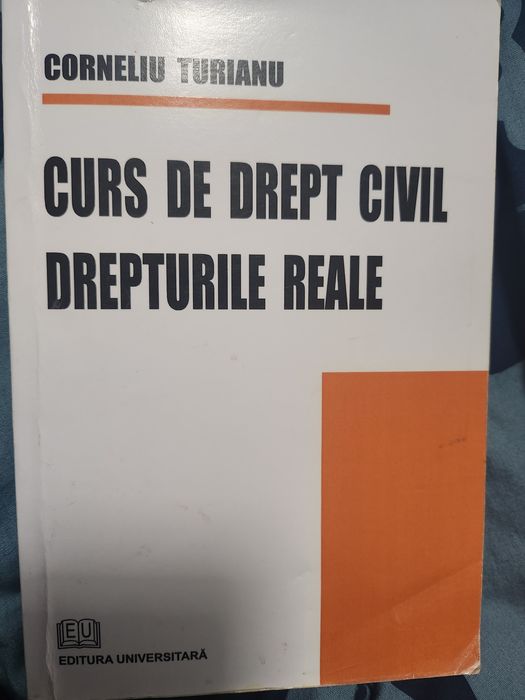 CORNELIU TURIANU
CURS DE DREPT CIVIL
DREPTURILE REALE
EU
EDITURA UNIVERSITARĂ